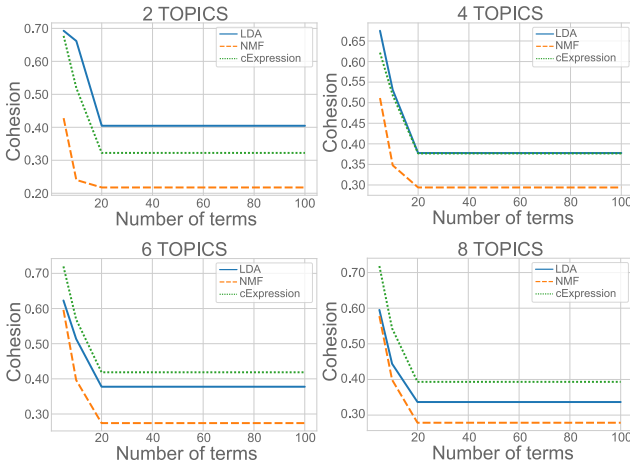 2 TOPICS
0.70
0.60
0.50
0.40
0.30
0.20
Cohesion
LDA
NMF
cExpression
20
40
60
80
100
Number of terms
4 TOPICS
0.65
0.60
0.55
0.50
0.45
0.40
0.35
0.30
Cohesion
LDA
NMF
cExpression
20
40
60
80
100
Number of terms
6 TOPICS
0.70
0.60
0.50
0.40
0.30
Cohesion
LDA
NMF
cExpression
20
40
60
80
100
Number of terms
8 TOPICS
0.70
0.60
0.50
0.40
0.30
Cohesion
LDA
NMF
cExpression
20
40
60
80
100
Number of terms